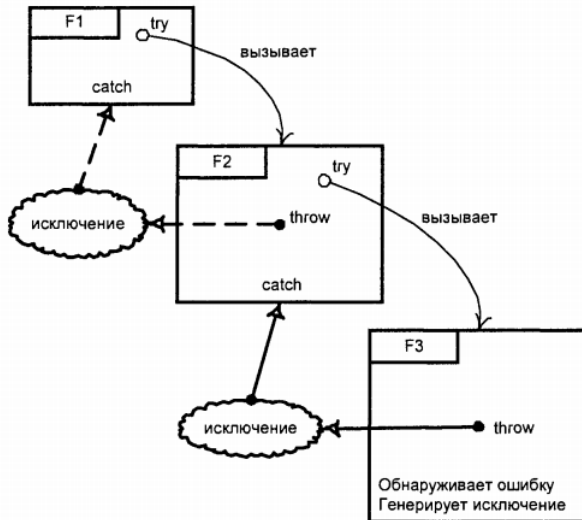 F1
try
вызывает
catch
F2
try
исключение
throw
вызывает
catch
F3
исключение
throw
Обнаруживает ошибку
Генерирует исключение